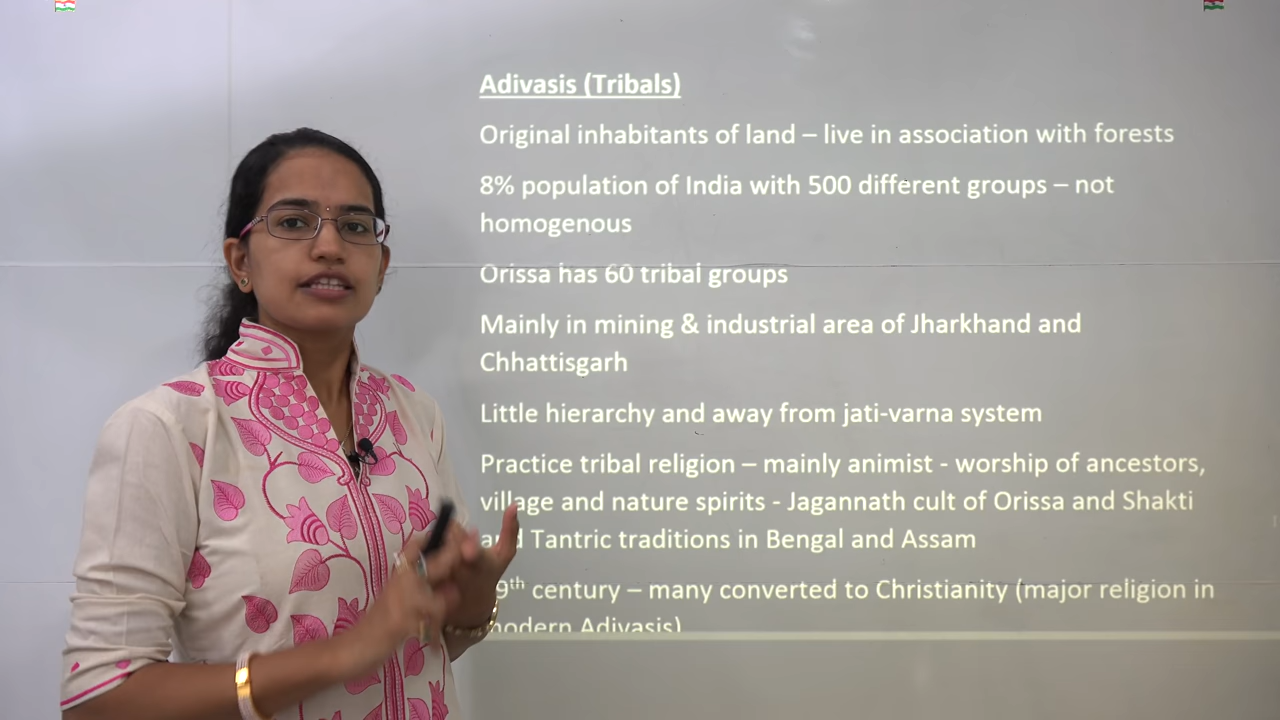 Adivasis (Tribals)
Original inhabitants of land – live in association with forests
8% population of India with 500 different groups – not
homogenous
Orissa has 60 tribal groups
Mainly in mining & industrial area of Jharkhand and
Chhattisgarh
Little hierarchy and away from jati-varna system
Practice tribal religion – mainly animist - worship of ancestors,
village and nature spirits - Jagannath cult of Orissa and Shakti
and Tantric traditions in Bengal and Assam
9th century – many converted to Christianity (major religion in
modern Adivasis)